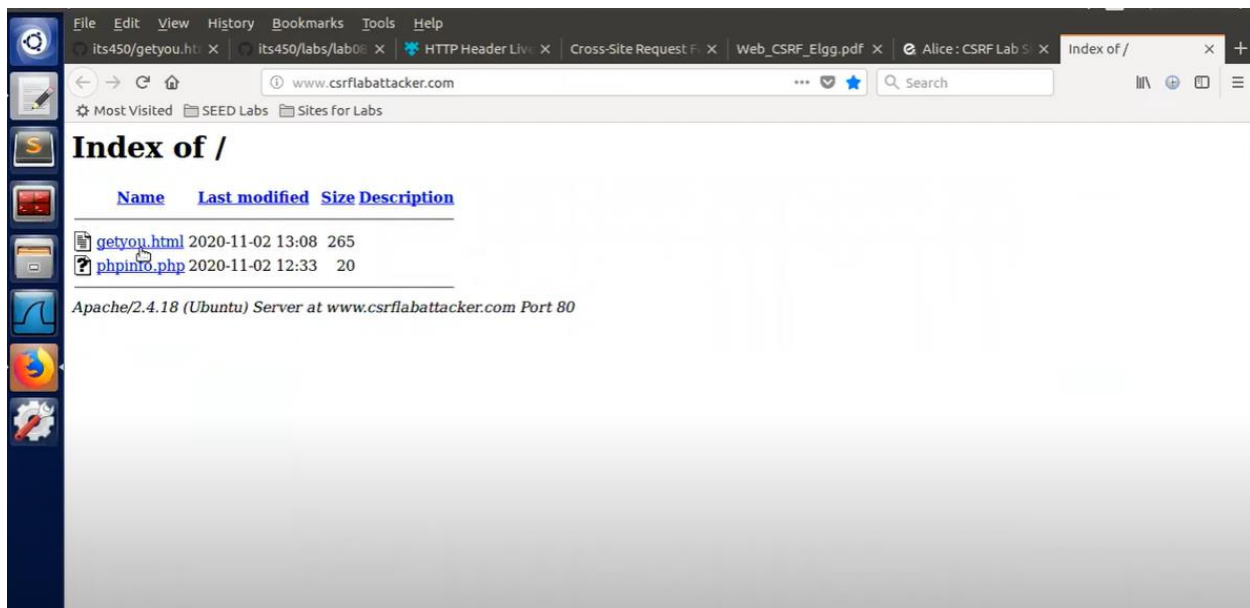 File Edit View History Bookmarks Tools Help
its450/getyou.ht its450/labs/lab08 HTTP Header Live Cross-Site Request F Web_CSRF_Elgg.pdf Alice : CSRF Lab Si Index of /
www.csrflabattacker.com Search
Most Visited SEED Labs Sites for Labs
Index of /
Name Last modified Size Description
getyou.html 2020-11-02 13:08 265
phpinfo.php 2020-11-02 12:33 20
Apache/2.4.18 (Ubuntu) Server at www.csrflabattacker.com Port 80